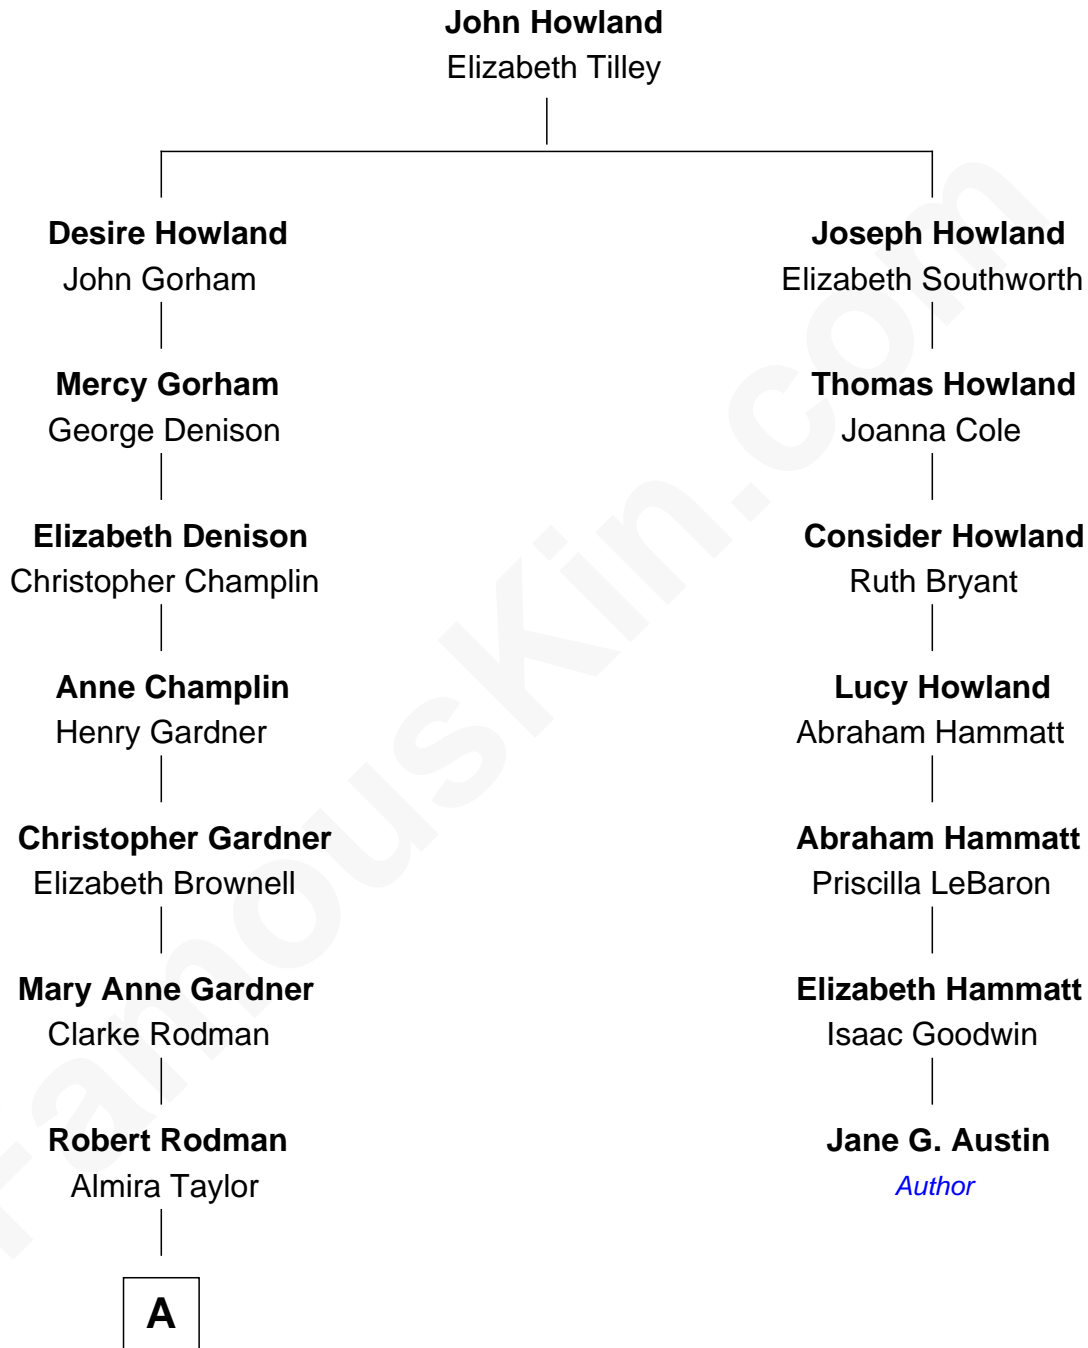 John Howland
Elizabeth Tilley
Desire Howland
John Gorham
Joseph Howland
Elizabeth Southworth
Mercy Gorham
George Denison
Thomas Howland
Joanna Cole
Elizabeth Denison
Christopher Champlin
Consider Howland
Ruth Bryant
Anne Champlin
Henry Gardner
Lucy Howland
Abraham Hammatt
Christopher Gardner
Elizabeth Brownell
Abraham Hammatt
Priscilla LeBaron
Mary Anne Gardner
Clarke Rodman
Elizabeth Hammatt
Isaac Goodwin
Robert Rodman
Almira Taylor
Jane G. Austin
Author
A
FamousKin.com